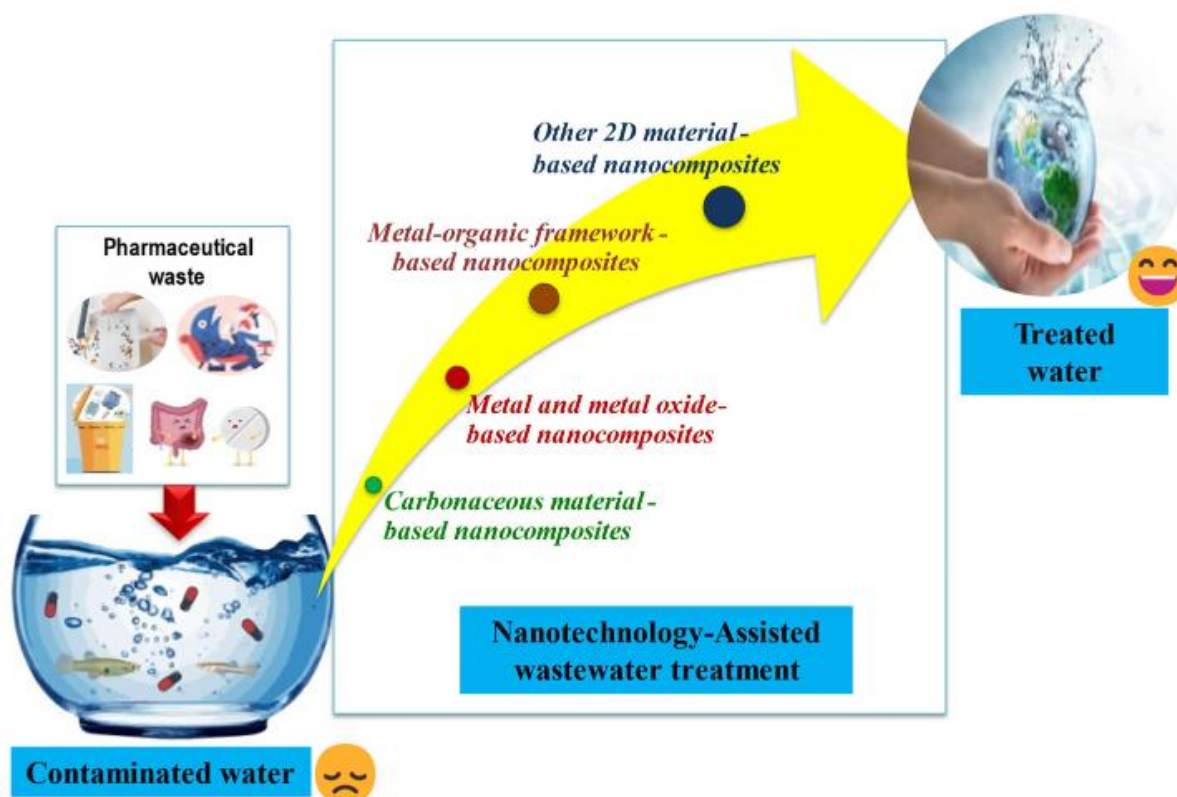 Other 2D material-
based nanocomposites
Metal-organic framework-
based nanocomposites
Pharmaceutical
waste
Treated
water
Metal and metal oxide-
based nanocomposites
Carbonaceous material-
based nanocomposites
Nanotechnology-Assisted
wastewater treatment
Contaminated water